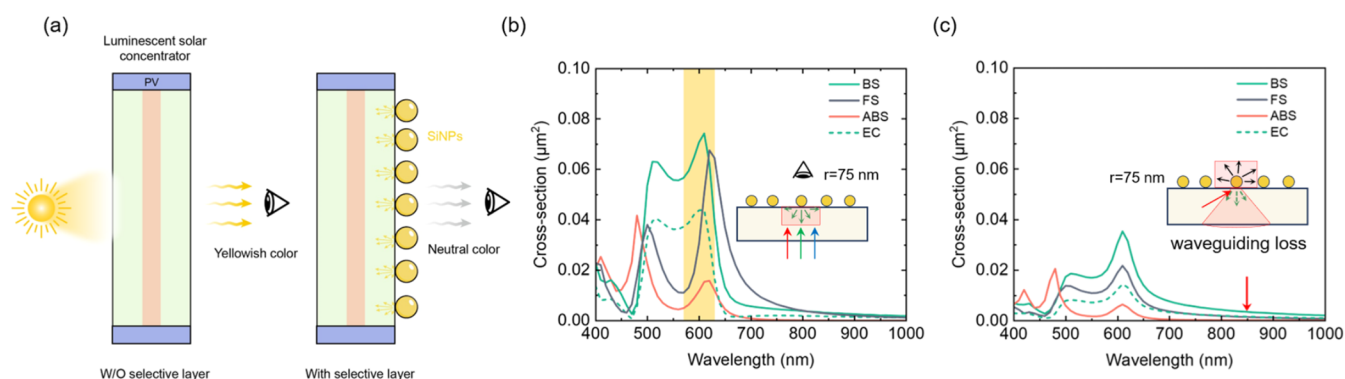 (a)
Luminescent solar
concentrator
PV
SiNPs
Yellowish color
Neutral color
W/O selective layer
With selective layer
(b)
Cross-section (μm²)
0.10
0.08
0.06
0.04
0.02
0.00
400
500
600
700
800
900
1000
Wavelength (nm)
BS
FS
ABS
EC
r=75 nm
(c)
Cross-section (μm²)
0.10
0.08
0.06
0.04
0.02
0.00
400
500
600
700
800
900
1000
Wavelength (nm)
BS
FS
ABS
EC
r=75 nm
waveguiding loss